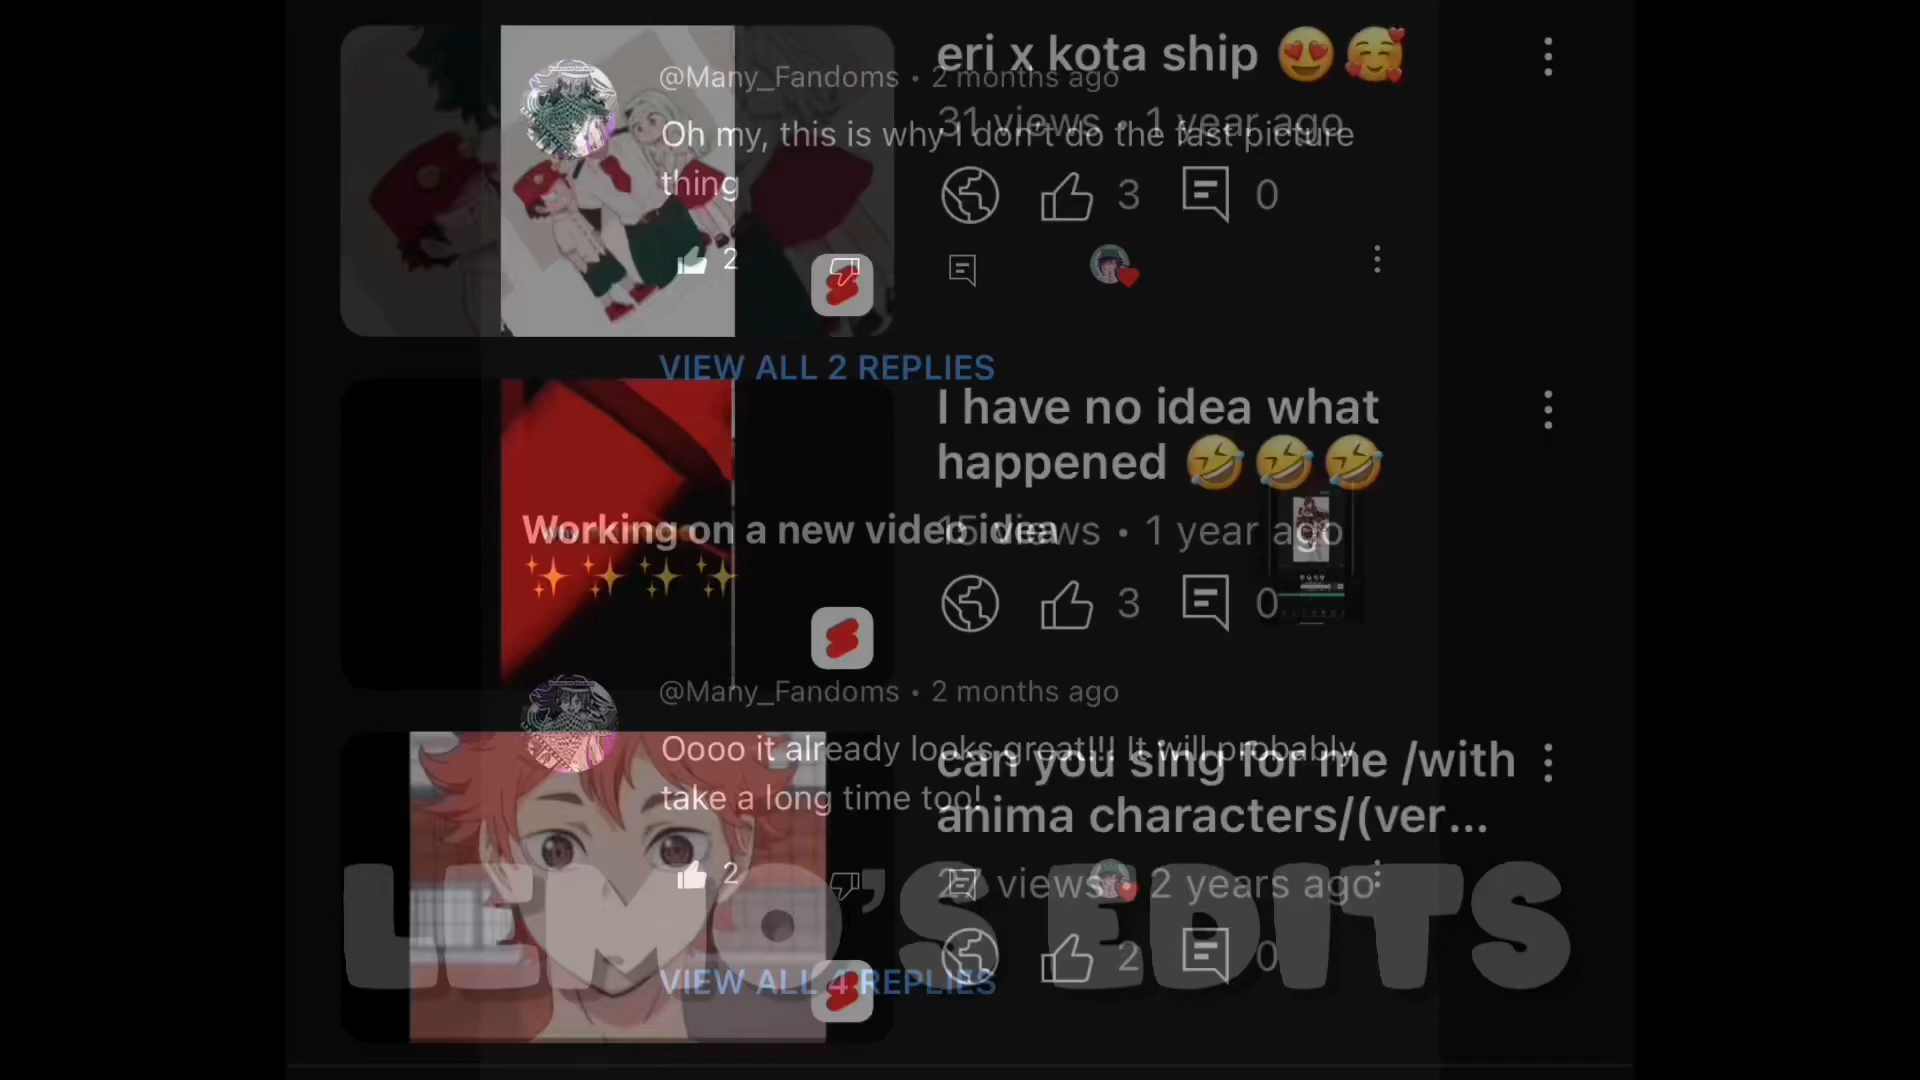 eri x kota ship 😍 🥰
@Many_Fandoms • 2 months ago
31 views • 1 year ago
Oh my, this is why I don't do the fast picture
thing
3 0
2
VIEW ALL 2 REPLIES
I have no idea what
happened 🤣 🤣 🤣
Working on a new video idea
15 views • 1 year ago
✨ ✨ ✨ ✨
3 0
@Many_Fandoms • 2 months ago
Oooo it already looks great!!! It will probably
take a long time too!
can you sing for me /with
anima characters/(ver...
2
27 views • 2 years ago
2 0
VIEW ALL 4 REPLIES
LEMO'S EDITS